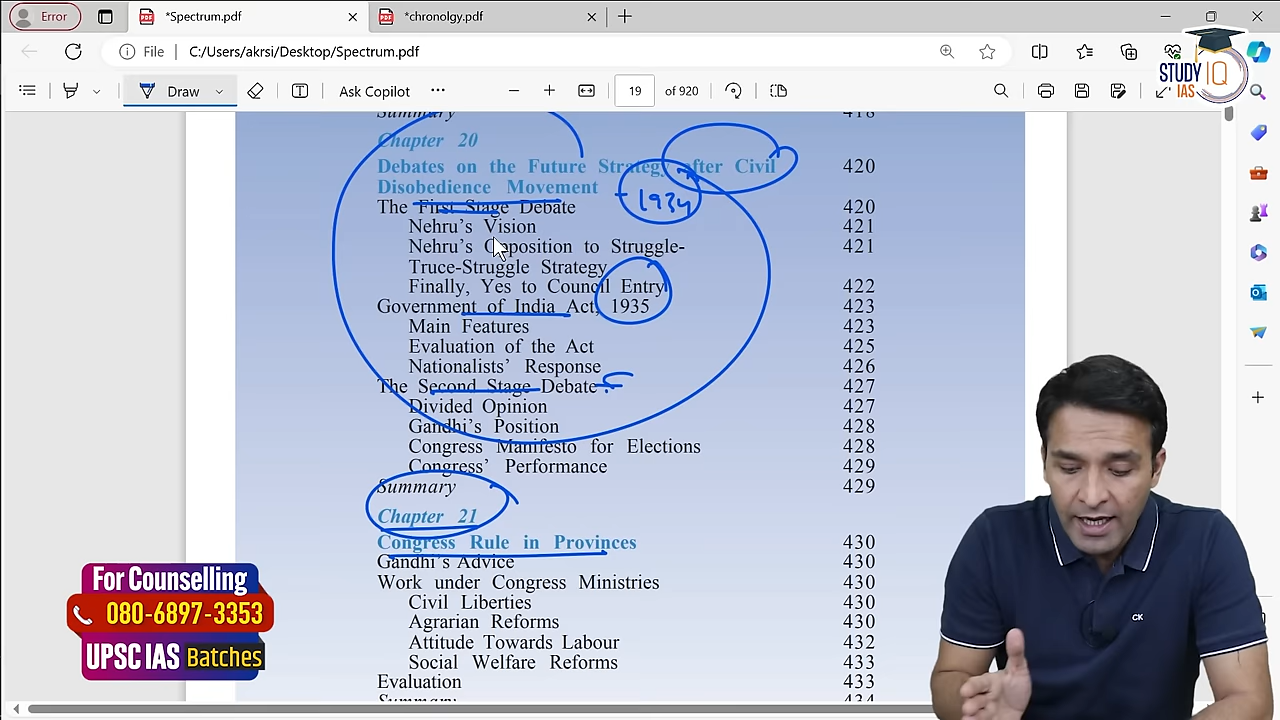 Error
*Spectrum.pdf
*chronolgy.pdf
File C:/Users/akrsi/Desktop/Spectrum.pdf
Draw
Ask Copilot
19 of 920
STUDY IQ
IAS
Summary 418
Chapter 20
Debates on the Future Strategy after Civil 420
Disobedience Movement
- 1934
The First Stage Debate 420
Nehru's Vision 421
Nehru's Opposition to Struggle- 421
Truce-Struggle Strategy
Finally, Yes to Council Entry 422
Government of India Act, 1935 423
Main Features 423
Evaluation of the Act 425
Nationalists' Response 426
The Second Stage Debate 427
Divided Opinion 427
Gandhi's Position 428
Congress Manifesto for Elections 428
Congress' Performance 429
Summary 429
Chapter 21
Congress Rule in Provinces 430
Gandhi's Advice 430
Work under Congress Ministries 430
Civil Liberties 430
Agrarian Reforms 430
Attitude Towards Labour 432
Social Welfare Reforms 433
Evaluation 433
Summary 434
For Counselling
080-6897-3353
UPSC IAS Batches
CK